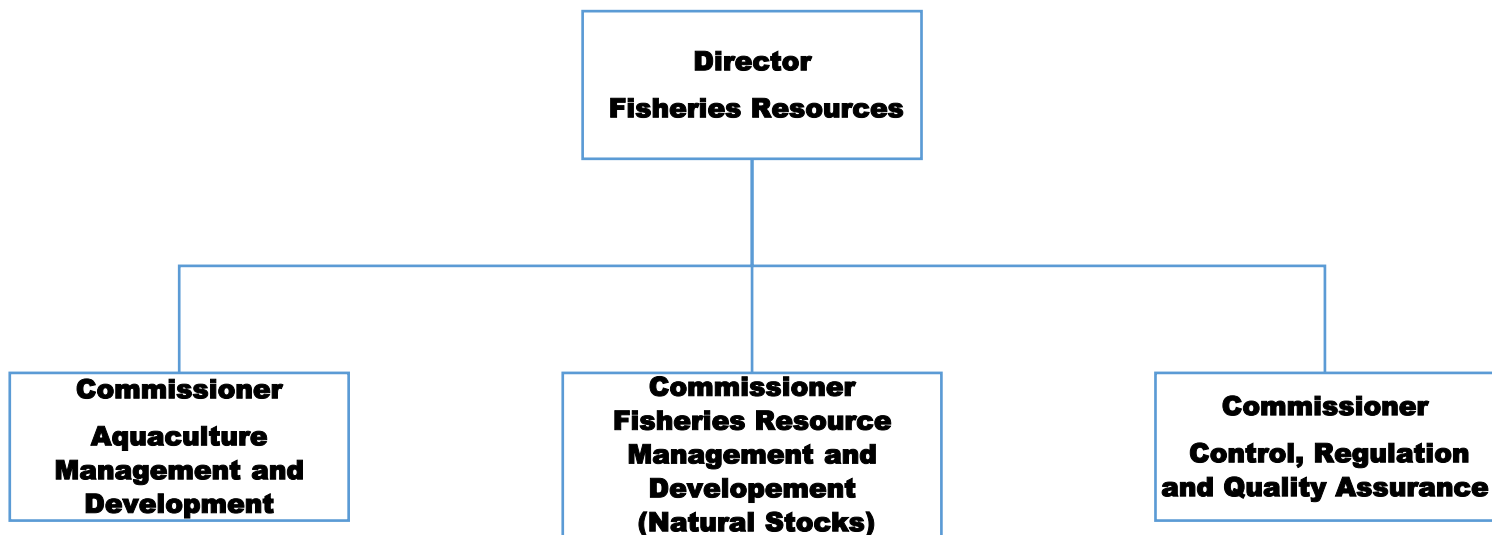 Director
Fisheries Resources
Commissioner
Aquaculture
Management and
Development
Commissioner
Fisheries Resource
Management and
Developement
(Natural Stocks)
Commissioner
Control, Regulation
and Quality Assurance